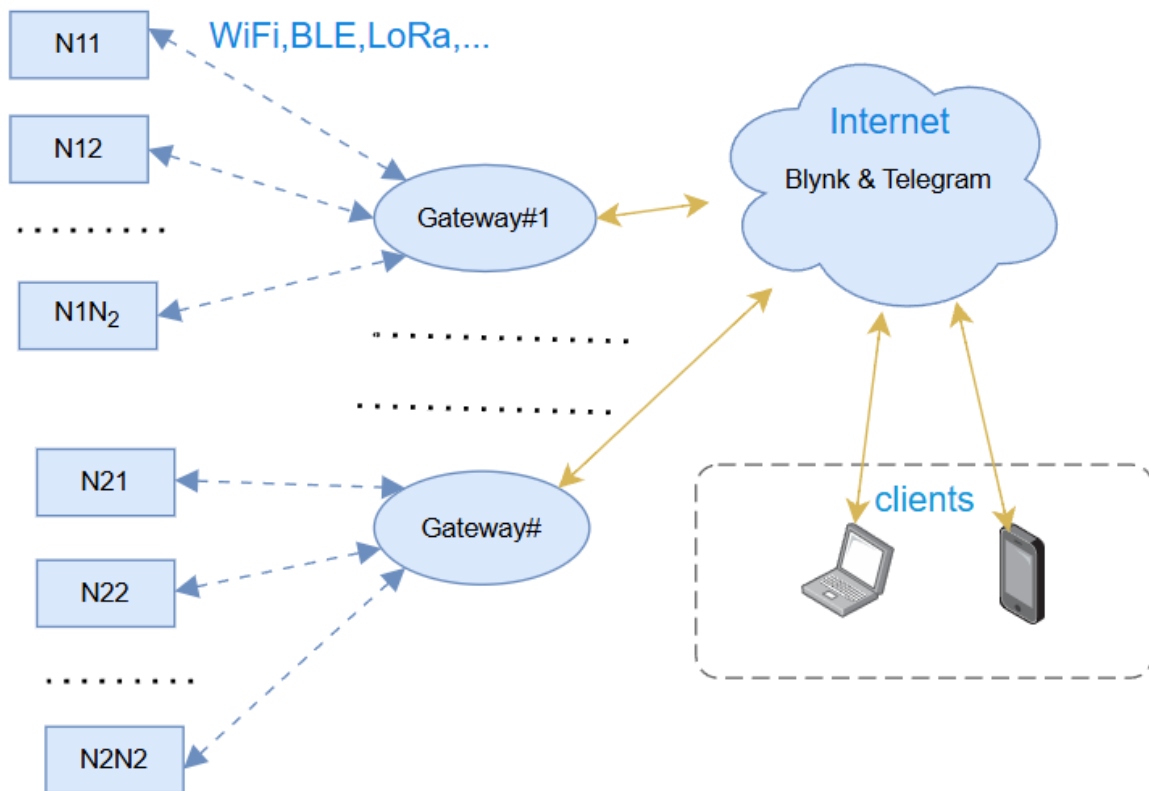 N11
WiFi,BLE,LoRa,...
N12
Gateway#1
Internet
Blynk & Telegram
N1N₂
N21
Gateway#
clients
N22
N2N2